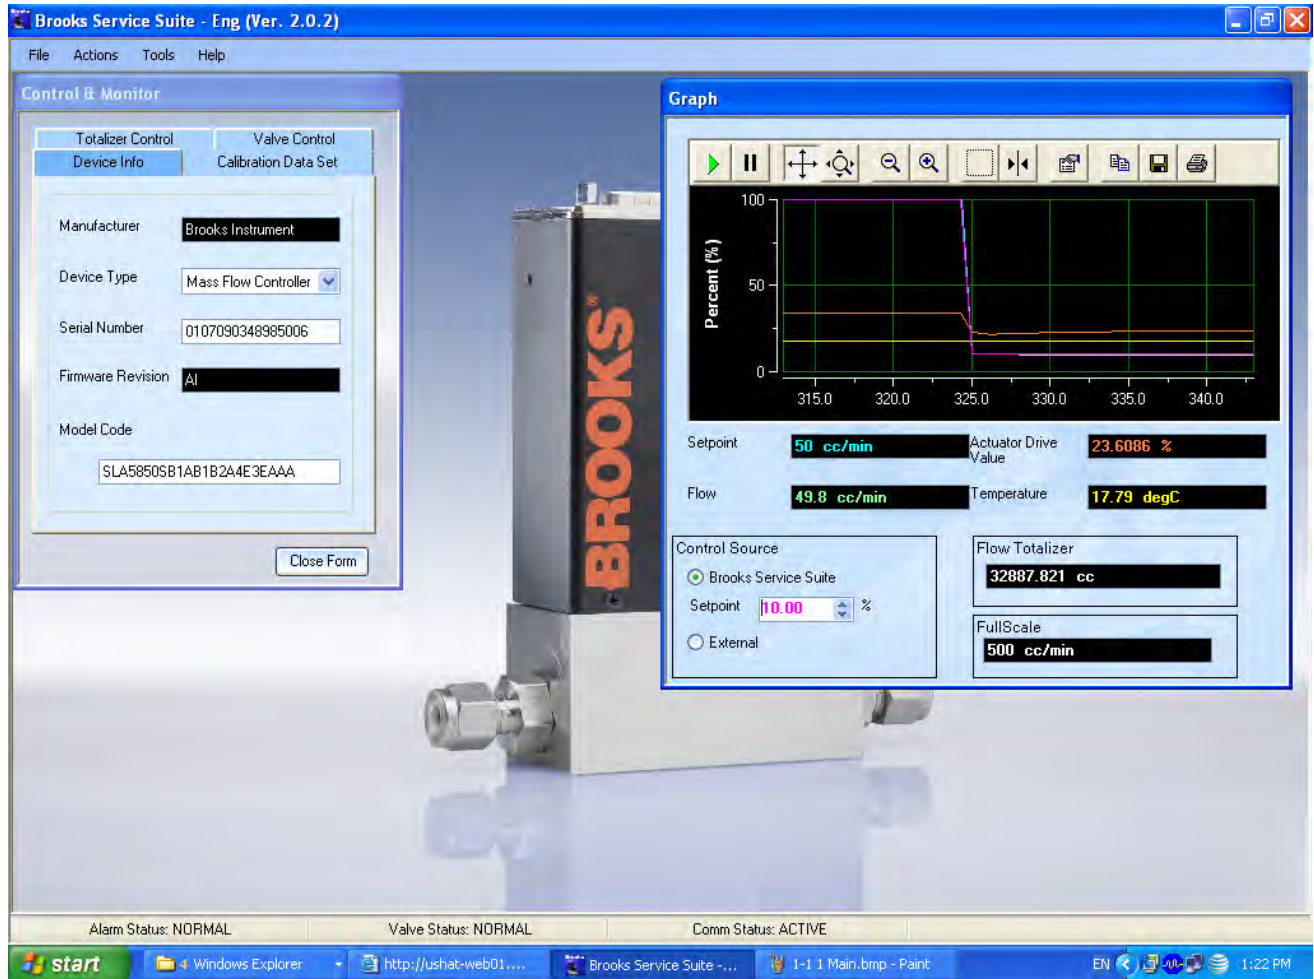 Brooks Service Suite - Eng (Ver. 2.0.2)
File Actions Tools Help
Control & Monitor
Totalizer Control Valve Control
Device Info Calibration Data Set
Manufacturer Brooks Instrument
Device Type Mass Flow Controller
Serial Number 0107090348985006
Firmware Revision AI
Model Code
SLA5850SB1AB1B2A4E3EAAA
Close Form
BROOKS®
Graph
Percent (%)
100
50
0
315.0 320.0 325.0 330.0 335.0 340.0
Setpoint 50 cc/min Actuator Drive Value 23.6086 %
Flow 49.8 cc/min Temperature 17.79 degC
Control Source
Brooks Service Suite
Setpoint 10.00 %
External
Flow Totalizer
32887.821 cc
FullScale
500 cc/min
Alarm Status: NORMAL Valve Status: NORMAL Comm Status: ACTIVE
start 4 Windows Explorer http://ushat-web01.... Brooks Service Suite -... 1-1 1 Main.bmp - Paint EN 1:22 PM